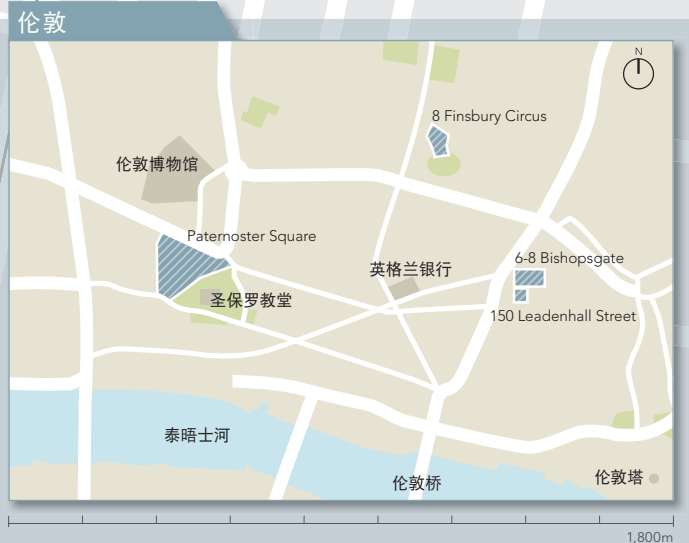 伦敦
N
8 Finsbury Circus
伦敦博物馆
Paternoster Square
6-8 Bishopsgate
英格兰银行
圣保罗教堂
150 Leadenhall Street
泰晤士河
伦敦塔
伦敦桥
1,800m